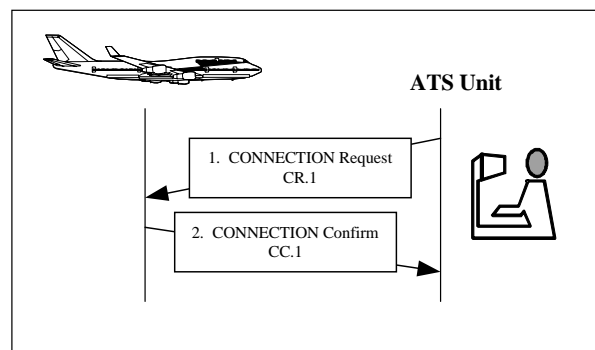 ATS Unit
1. CONNECTION Request
CR.1
2. CONNECTION Confirm
CC.1